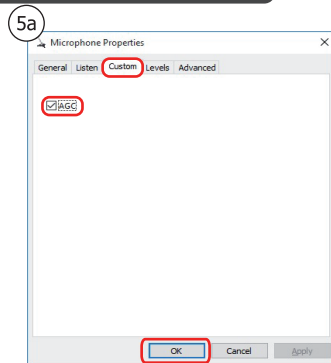 5a
Microphone Properties
General Listen Custom Levels Advanced
AGC
OK Cancel Apply